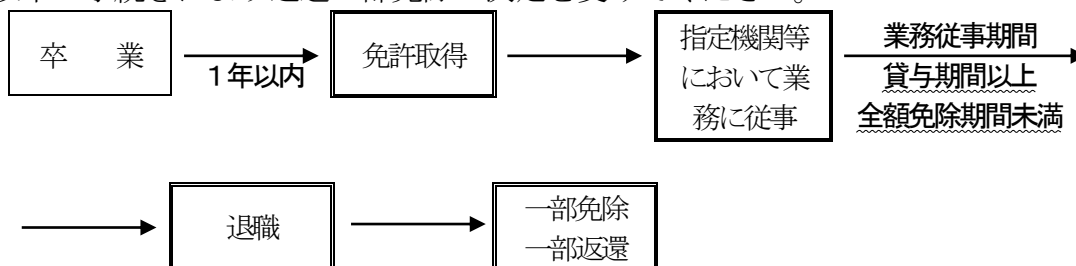 卒　業
1年以内
免許取得
指定機関等
において業
務に従事
業務従事期間
貸与期間以上
全額免除期間未満
退職
一部免除
一部返還